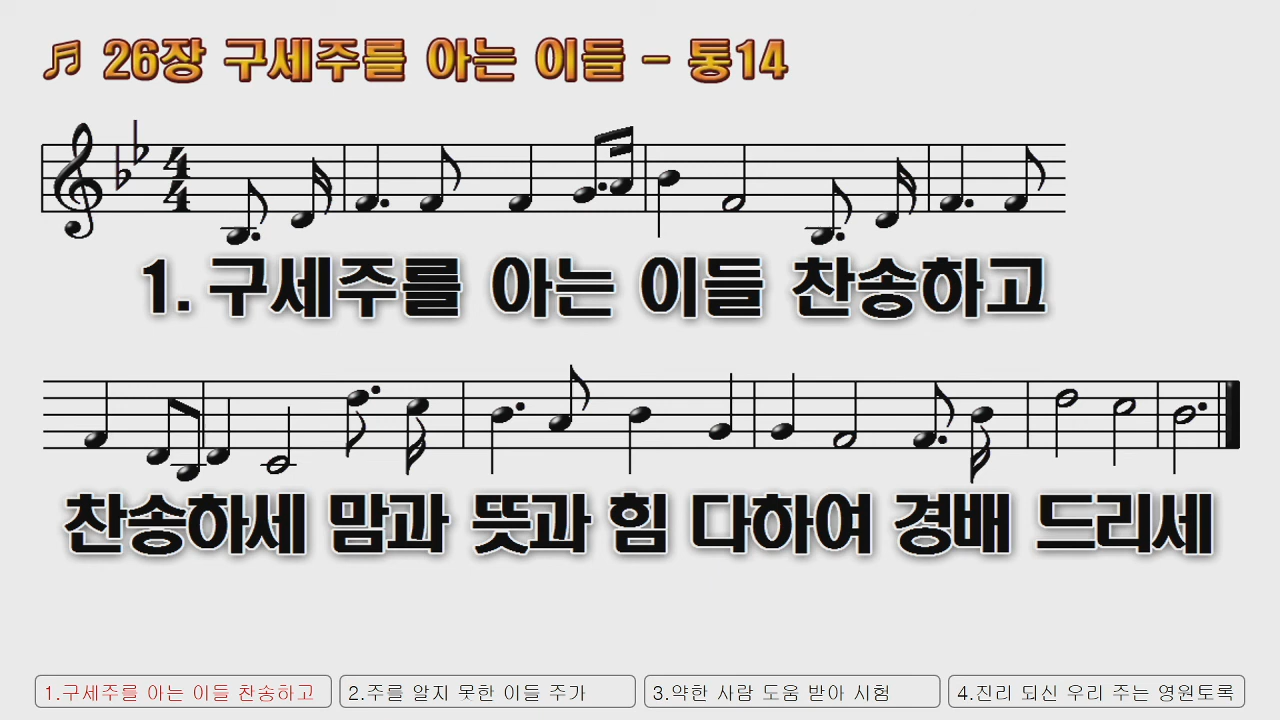 ♬ 26장 구세주를 아는 이들 - 통14
4
4
1. 구세주를 아는 이들 찬송하고
찬송하세 맘과 뜻과 힘 다하여 경배 드리세
1.구세주를 아는 이들 찬송하고
2.주를 알지 못한 이들 주가
3.약한 사람 도움 받아 시험
4.진리 되신 우리 주는 영원토록